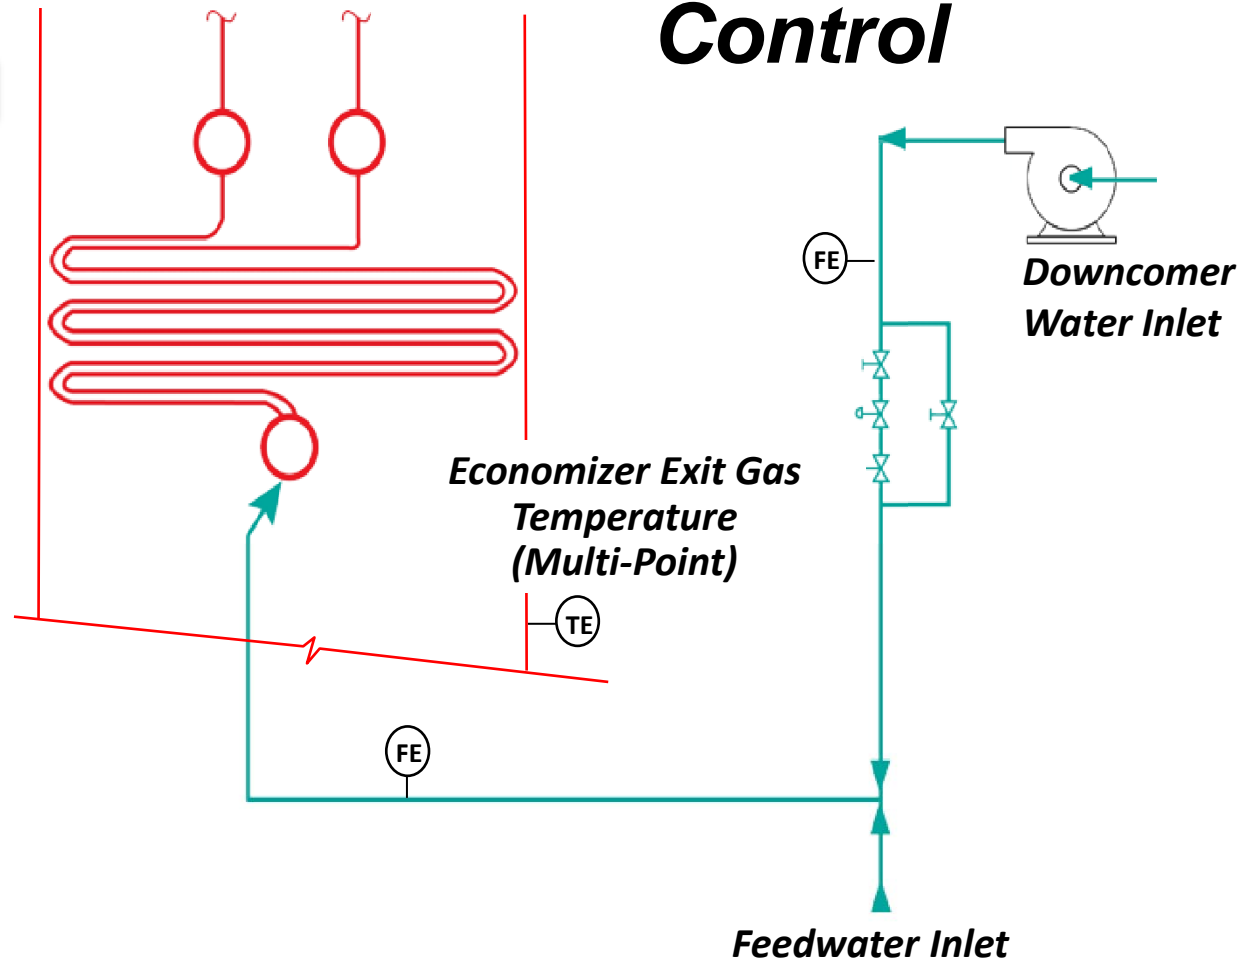 Control
FE
Downcomer
Water Inlet
Economizer Exit Gas
Temperature
(Multi-Point)
TE
FE
Feedwater Inlet